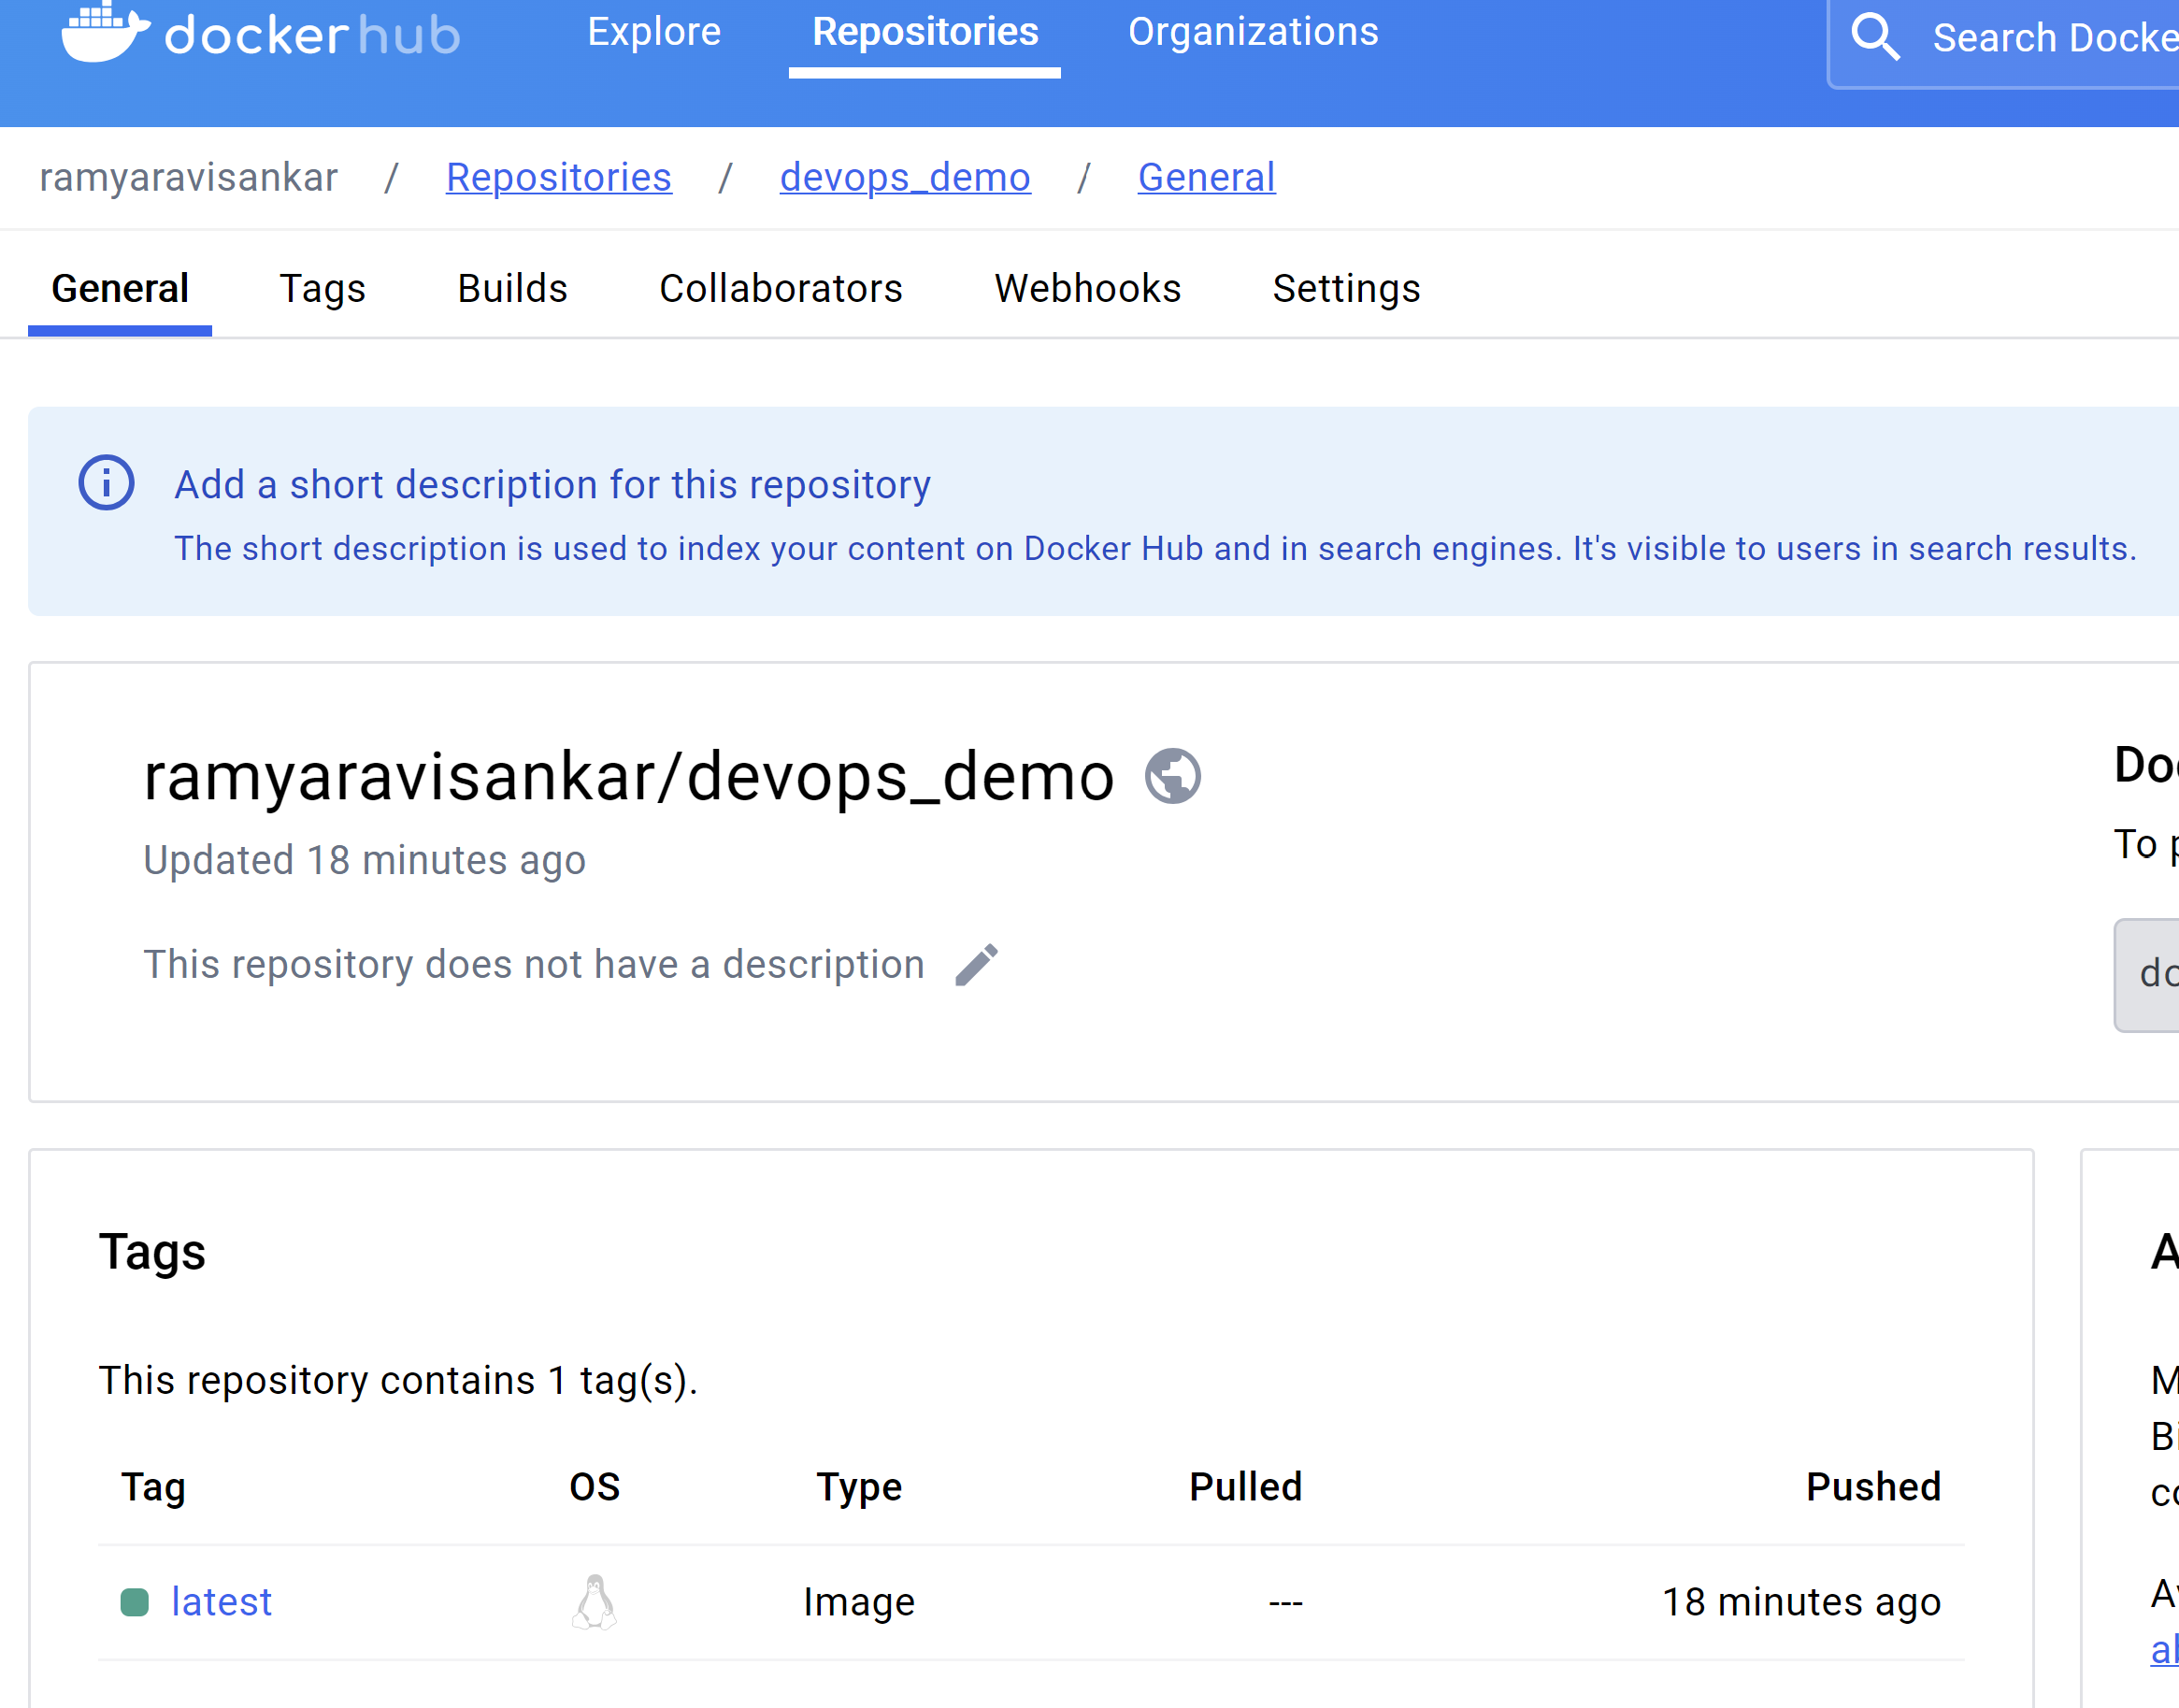 dockerhub Explore Repositories Organizations Search Docke
ramyaravisankar / Repositories / devops_demo / General
General Tags Builds Collaborators Webhooks Settings
Add a short description for this repository
The short description is used to index your content on Docker Hub and in search engines. It's visible to users in search results.
ramyaravisankar/devops_demo
Updated 18 minutes ago
This repository does not have a description
Doc
To p
do
Tags
This repository contains 1 tag(s).
Tag OS Type Pulled Pushed
latest Image --- 18 minutes ago
A
M
Bi
co
Av
ab